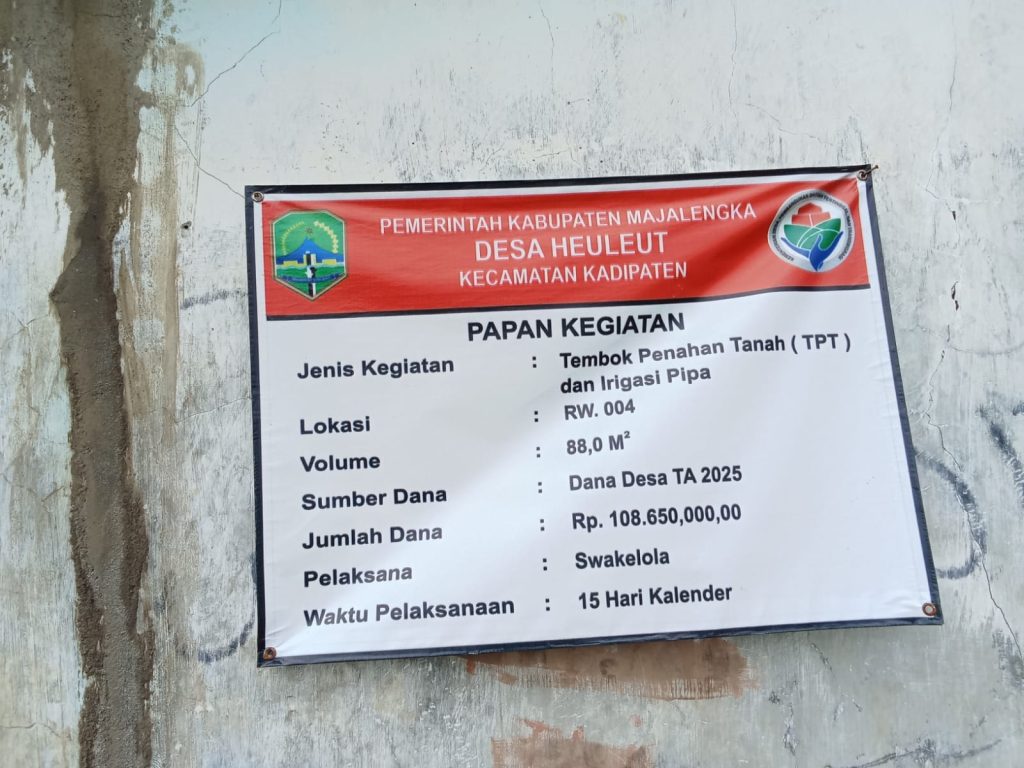 PEMERINTAH KABUPATEN MAJALENGKA
DESA HEULEUT
KECAMATAN KADIPATEN
PAPAN KEGIATAN
Jenis Kegiatan : Tembok Penahan Tanah ( TPT )
dan Irigasi Pipa
Lokasi : RW. 004
Volume : 88,0 M²
Sumber Dana : Dana Desa TA 2025
Jumlah Dana : Rp. 108.650,000,00
Pelaksana : Swakelola
Waktu Pelaksanaan : 15 Hari Kalender